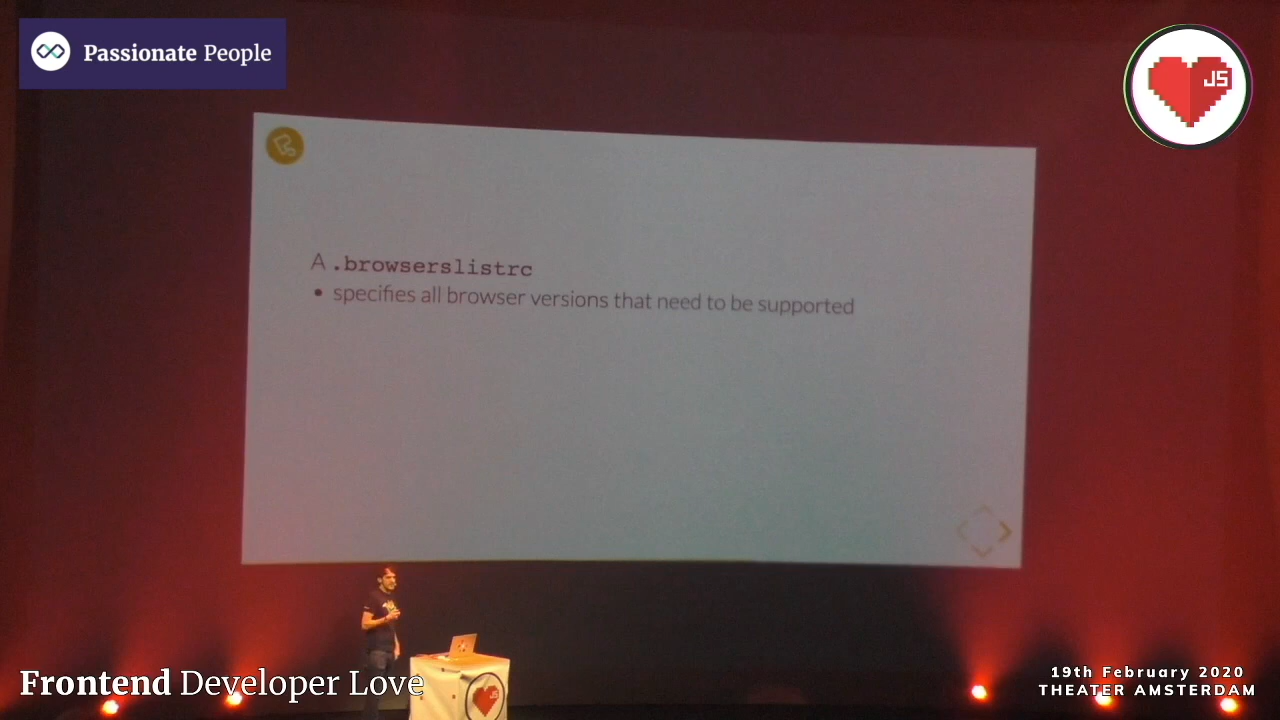 Passionate People
JS
A .browserslistrc
• specifies all browser versions that need to be supported
JS
Frontend Developer Love
19th February 2020
THEATER AMSTERDAM